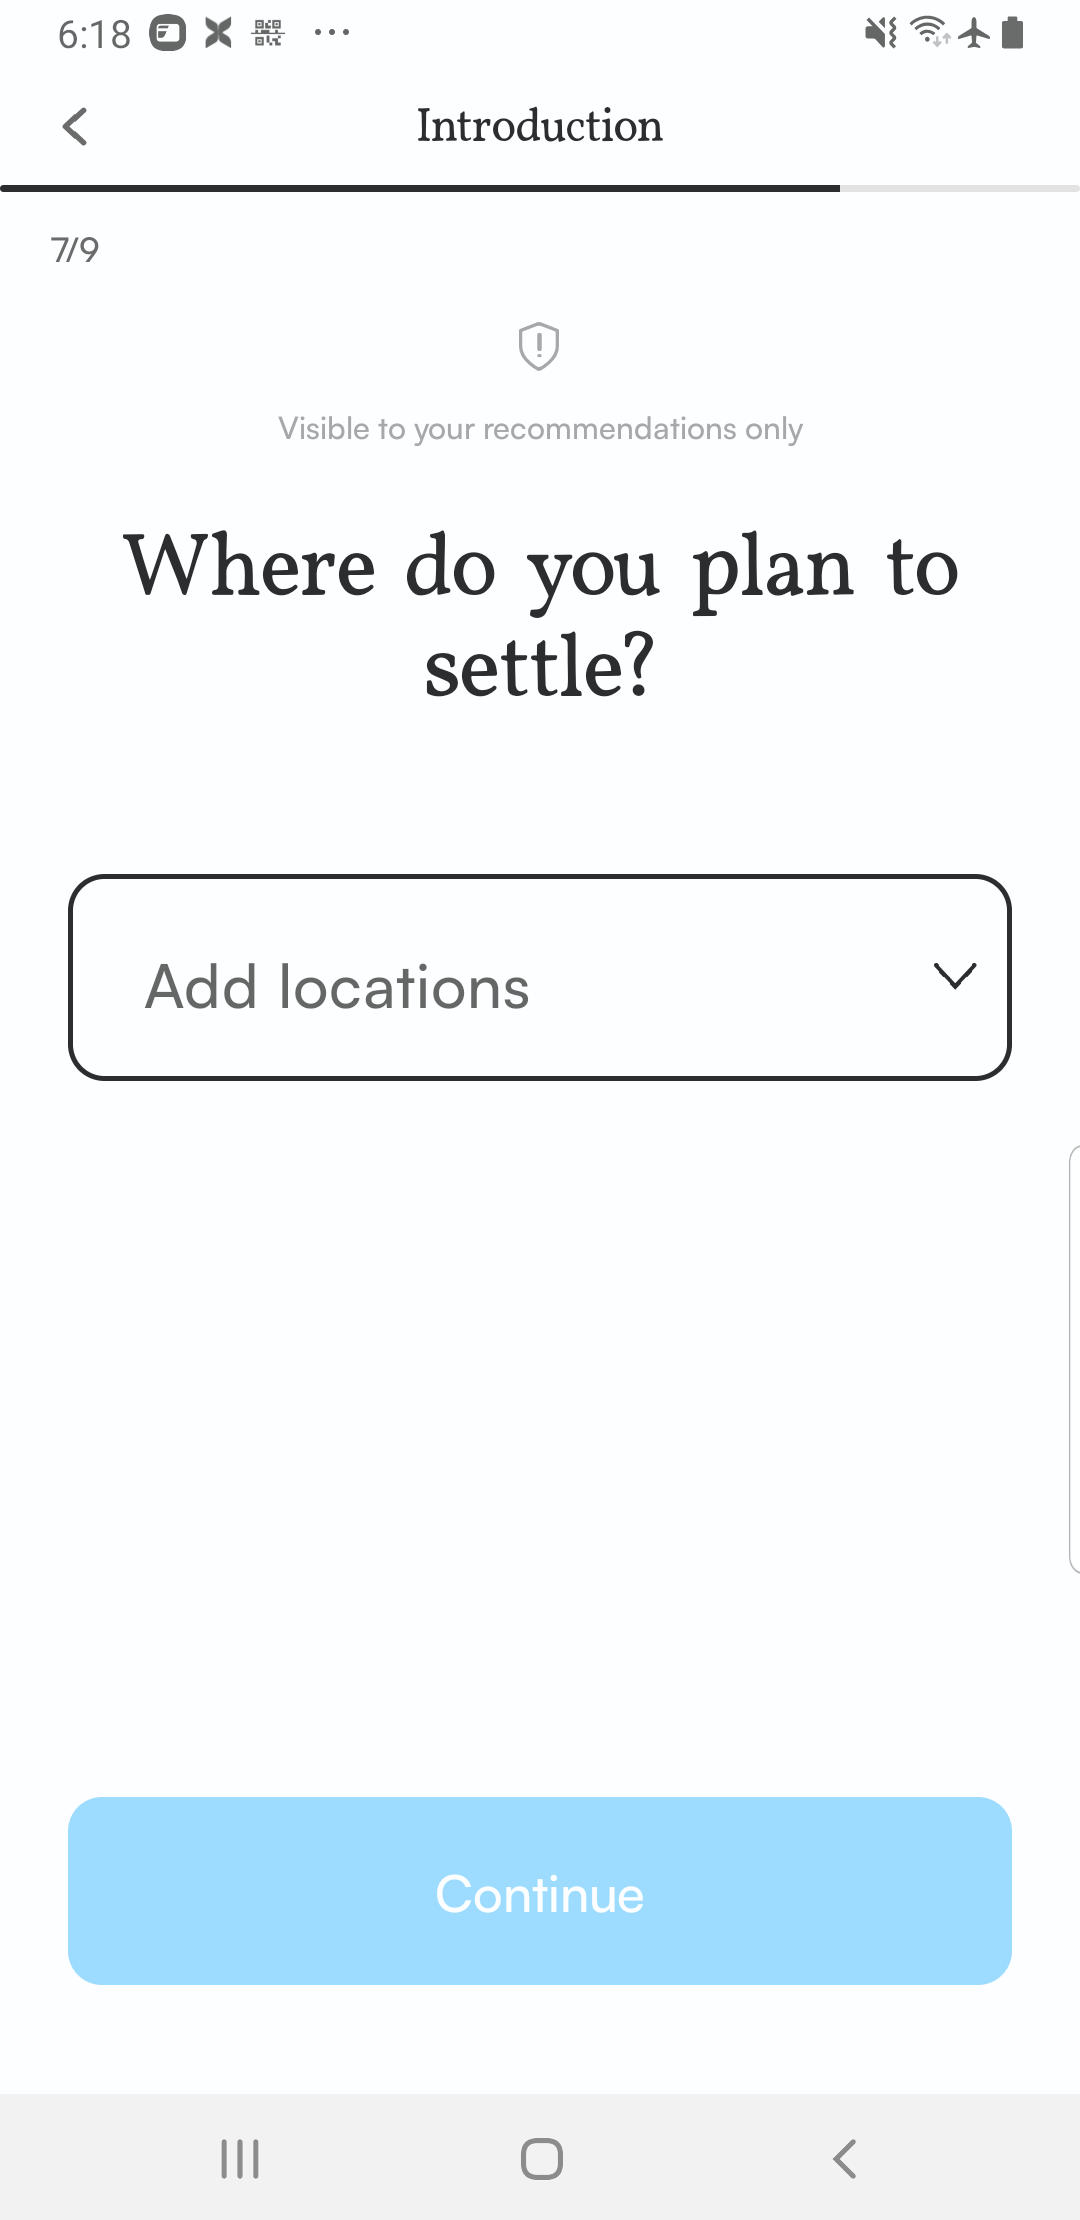 6:18
Introduction
7/9
Visible to your recommendations only
Where do you plan to
settle?
Add locations
Continue